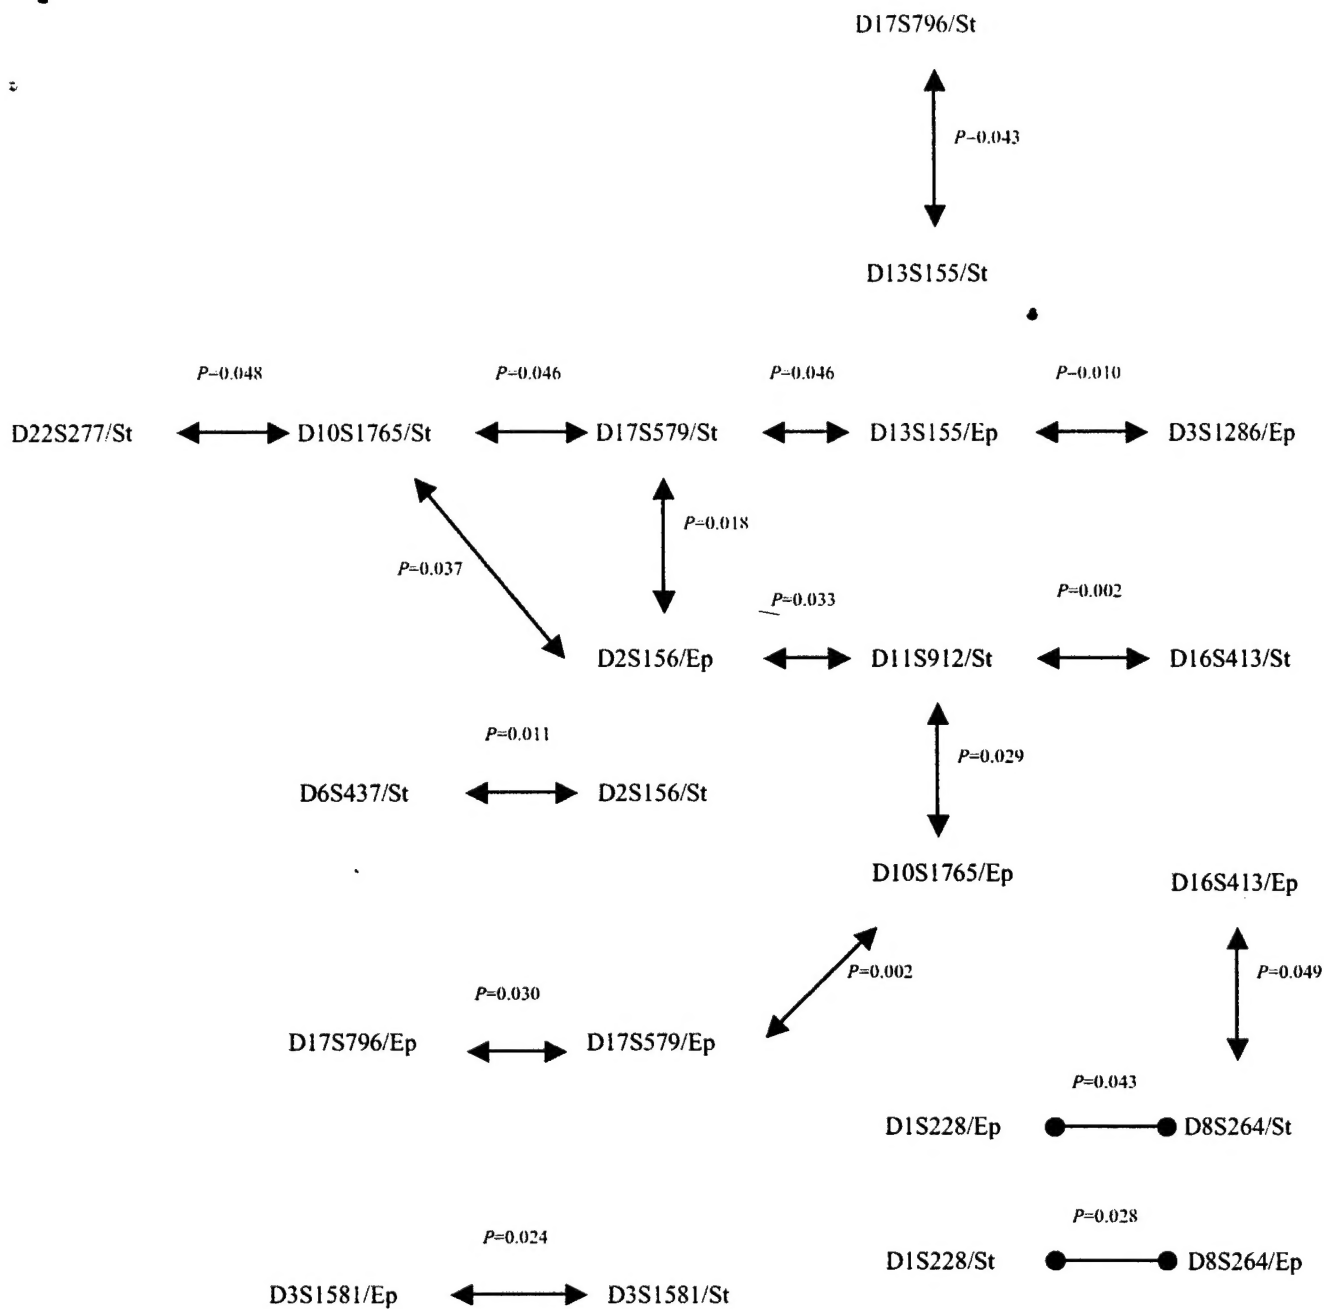 D17S796/St
P=0.043
D13S155/St
P=0.048
P=0.046
P=0.046
P=0.010
D22S277/St
D10S1765/St
D17S579/St
D13S155/Ep
D3S1286/Ep
P=0.018
P=0.037
P=0.033
P=0.002
D2S156/Ep
D11S912/St
D16S413/St
P=0.011
P=0.029
D6S437/St
D2S156/St
D10S1765/Ep
D16S413/Ep
P=0.002
P=0.049
P=0.030
D17S796/Ep
D17S579/Ep
P=0.043
D1S228/Ep
D8S264/St
P=0.028
P=0.024
D1S228/St
D8S264/Ep
D3S1581/Ep
D3S1581/St